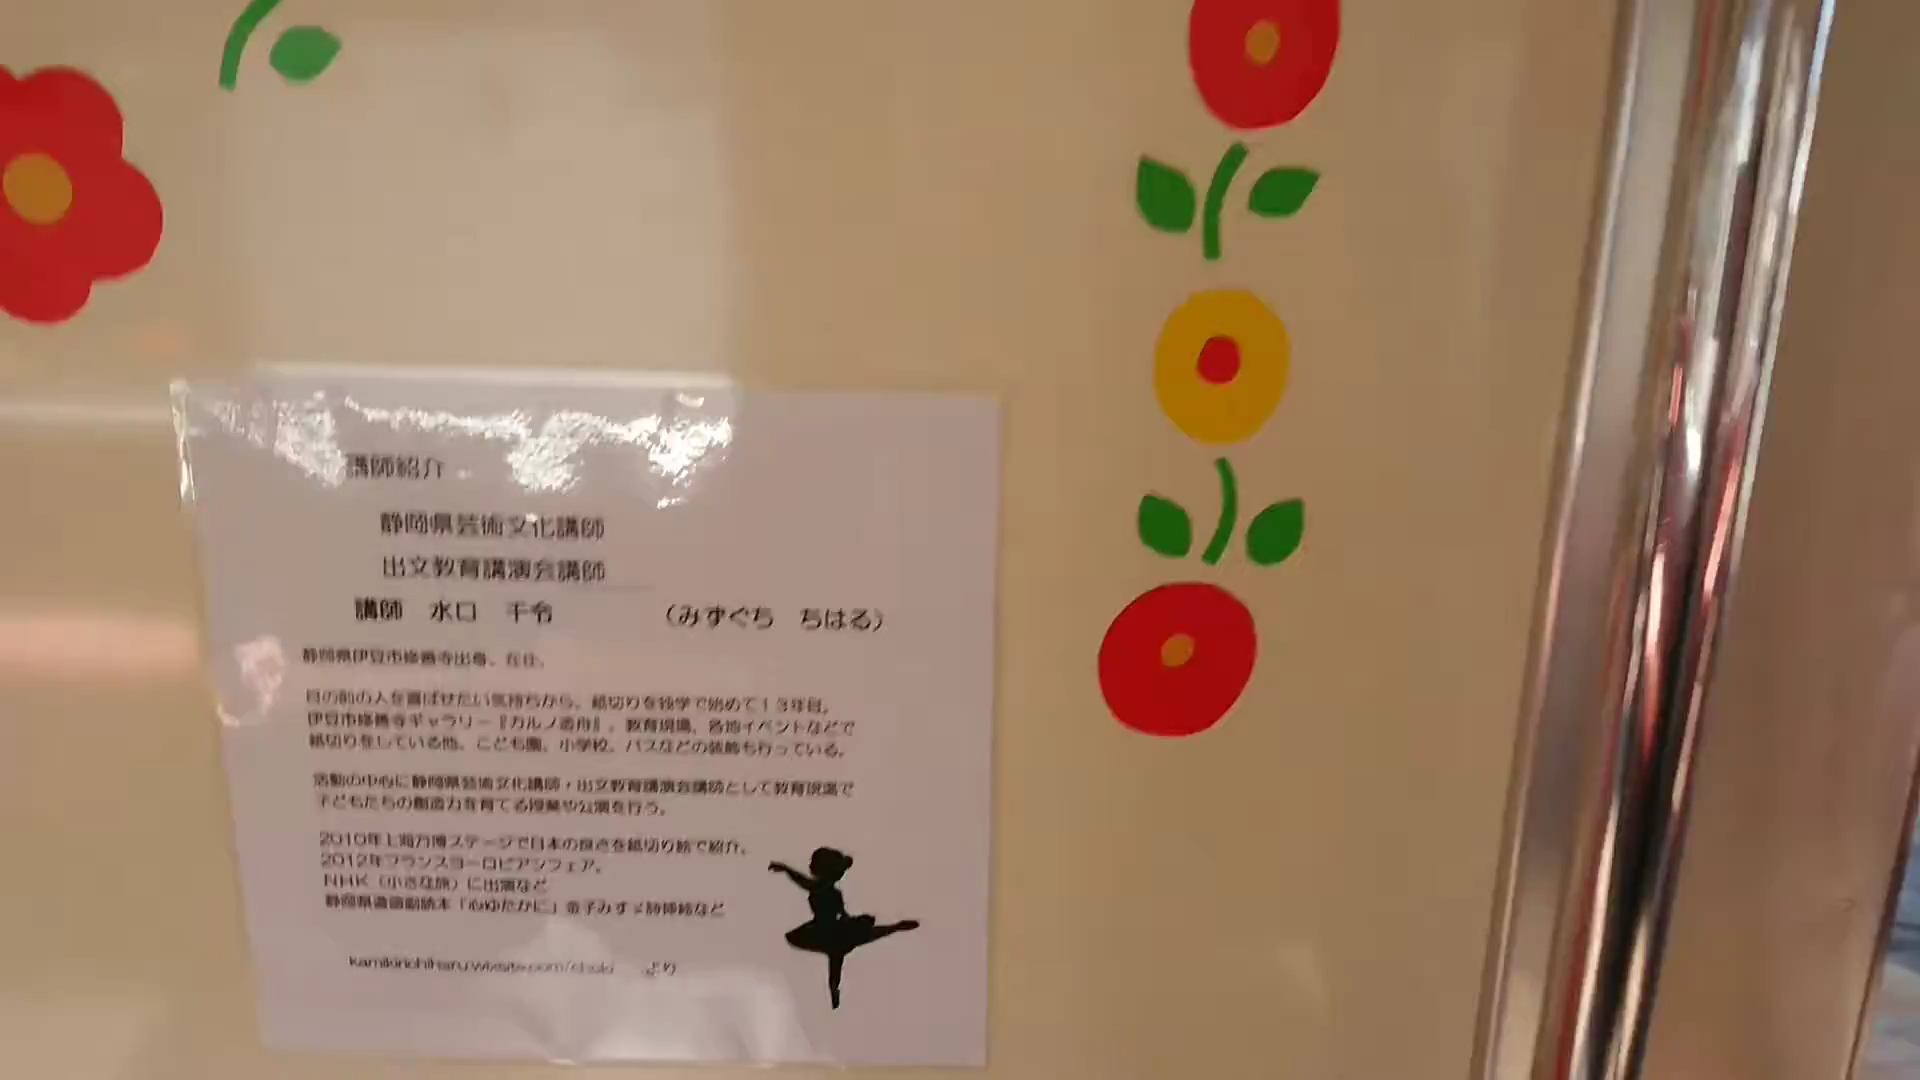 講師紹介
静岡県芸術文化講師
出文教育講演会講師
講師 水口 千令 (みずぐち ちはる)
静岡県伊豆市修善寺出身、在住。
目の前の人を喜ばせたい気持ちから、紙切りを独学で始めて13年目。
伊豆市修善寺ギャラリー『カルノ造舟』、教育現場、各地イベントなどで
紙切りをしている他、こども園、小学校、バスなどの装飾も行っている。
活動の中心に静岡県芸術文化講師・出文教育講演会講師として教育現場で
子どもたちの創造力を育てる授業や公演を行う。
2010年上海万博ステージで日本の良さを紙切り絵で紹介。
2012年フランスヨーロピアンフェア。
NHK(小さな旅)に出演など
静岡県道徳副読本「心ゆたかに」金子みすゞ詩挿絵など
より